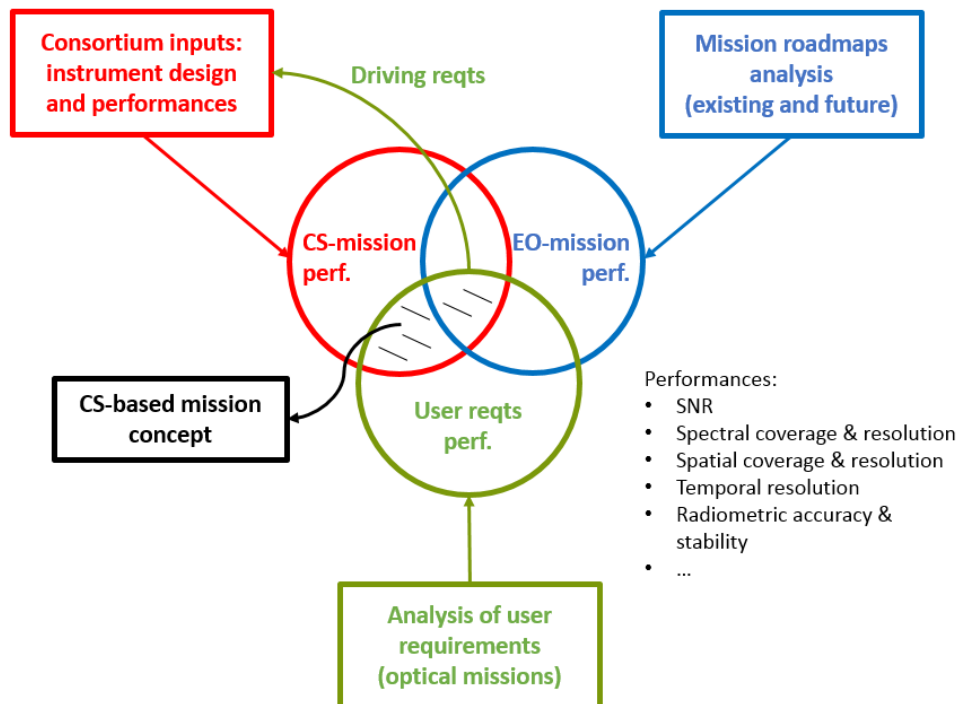 Consortium inputs:
instrument design
and performances
Driving reqts
Mission roadmaps
analysis
(existing and future)
CS-mission
perf.
EO-mission
perf.
CS-based mission
concept
User reqts
perf.
Performances:
• SNR
• Spectral coverage & resolution
• Spatial coverage & resolution
• Temporal resolution
• Radiometric accuracy &
stability
• ...
Analysis of user
requirements
(optical missions)